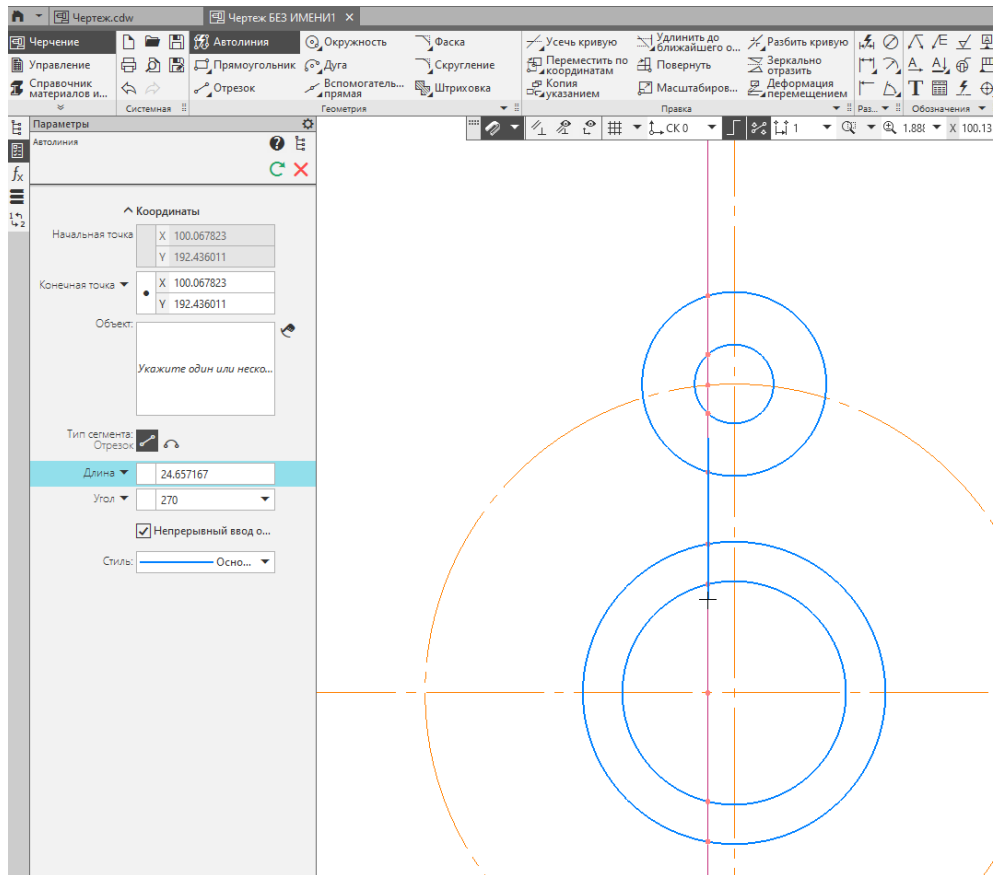 Чертеж.cdw
Чертеж БЕЗ ИМЕНИ1
Черчение
Управление
Справочник
материалов и...
Системная
Автолиния
Прямоугольник
Отрезок
Окружность
Дуга
Вспомогатель...
прямая
Фаска
Скругление
Штриховка
Геометрия
Усечь кривую
Переместить по
координатам
Копия
указанием
Удлинить до
ближайшего о...
Повернуть
Масштабиров...
Разбить кривую
Зеркально
отразить
Деформация
перемещением
Правка
Раз...
Обозначения
Параметры
Автолиния
СК 0
1
1.88
X 100.13
Координаты
Начальная точка X 100.067823
Y 192.436011
Конечная точка X 100.067823
Y 192.436011
Объект:
Укажите один или неско...
Тип сегмента:
Отрезок
Длина 24.657167
Угол 270
Непрерывный ввод о...
Стиль: Осно...